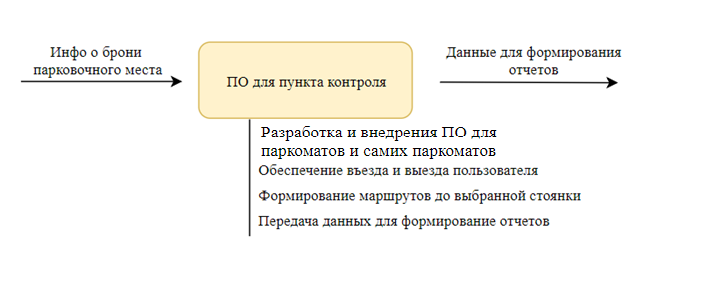 Инфо о брони
парковочного места
ПО для пункта контроля
Данные для формирования
отчетов
Разработка и внедрения ПО для
паркоматов и самих паркоматов
Обеспечение въезда и выезда пользователя
Формирование маршрутов до выбранной стоянки
Передача данных для формирование отчетов